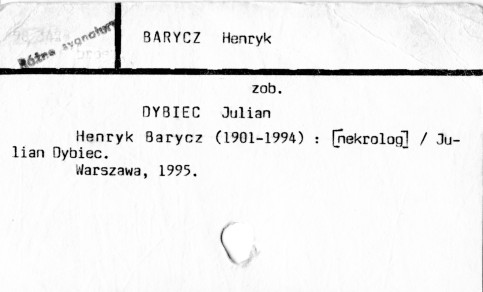 Różne sygnatury
BARYCZ Henryk
zob.
DYBIEC Julian
Henryk Barycz (1901-1994) : [nekrolog] / Ju-
lian Dybiec.
Warszawa, 1995.